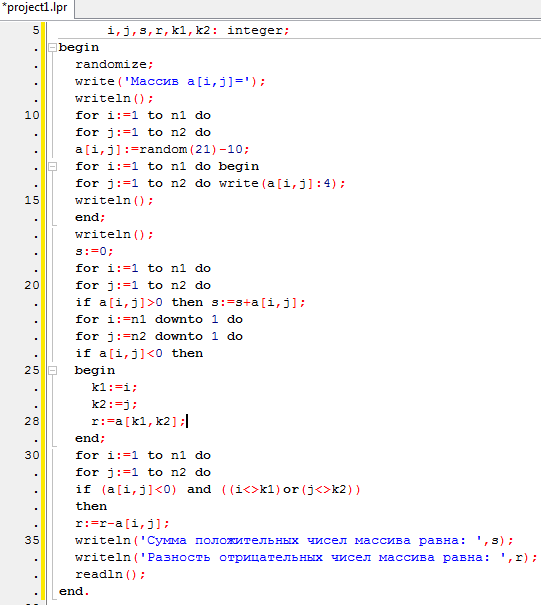 *project1.lpr
5 i,j,s,r,k1,k2: integer;
. begin
. randomize;
. write('Массив a[i,j]=');
. writeln();
10 for i:=1 to n1 do
. for j:=1 to n2 do
. a[i,j]:=random(21)-10;
. for i:=1 to n1 do begin
. for j:=1 to n2 do write(a[i,j]:4);
15 writeln();
. end;
. writeln();
. s:=0;
. for i:=1 to n1 do
20 for j:=1 to n2 do
. if a[i,j]>0 then s:=s+a[i,j];
. for i:=n1 downto 1 do
. for j:=n2 downto 1 do
. if a[i,j]<0 then
25 begin
. k1:=i;
. k2:=j;
28 r:=a[k1,k2];
. end;
30 for i:=1 to n1 do
. for j:=1 to n2 do
. if (a[i,j]<0) and ((i<>k1)or(j<>k2))
. then
. r:=r-a[i,j];
35 writeln('Сумма положительных чисел массива равна: ',s);
. writeln('Разность отрицательных чисел массива равна: ',r);
. readln();
. end.